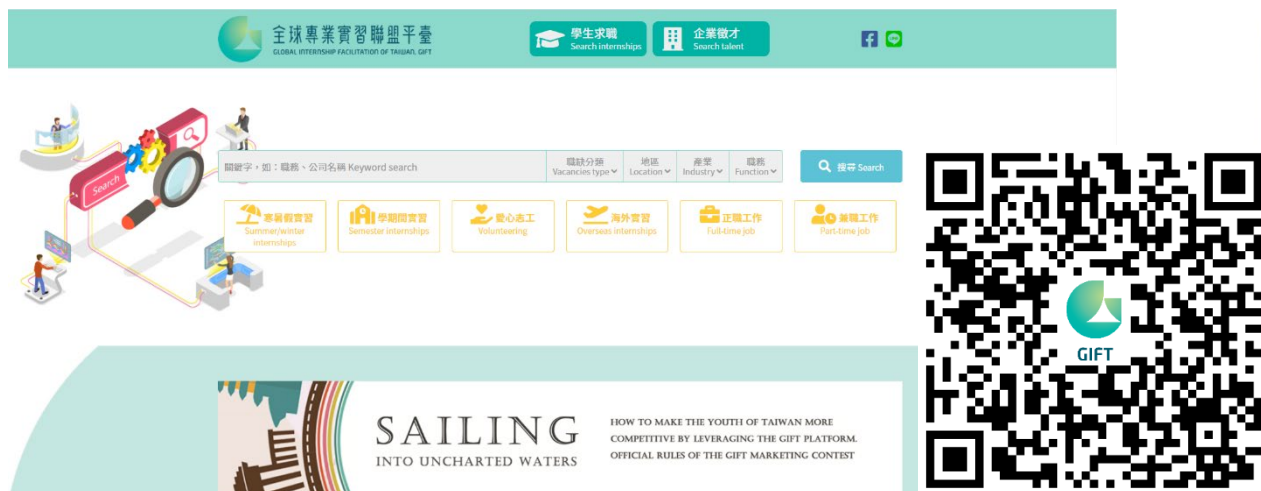 全球專業實習聯盟平臺
GLOBAL INTERNSHIP FACILITATION OF TAIWAN, GIFT
學生求職
Search internships
企業徵才
Search talent
Search
關鍵字，如：職務、公司名稱 Keyword search
職缺分類
Vacancies type
地區
Location
產業
Industry
職務
Function
搜尋 Search
寒暑假實習
Summer/winter
internships
學期間實習
Semester internships
愛心志工
Volunteering
海外實習
Overseas internships
正職工作
Full-time job
兼職工作
Part-time job
GIFT
SAILING
INTO UNCHARTED WATERS
HOW TO MAKE THE YOUTH OF TAIWAN MORE
COMPETITIVE BY LEVERAGING THE GIFT PLATFORM.
OFFICIAL RULES OF THE GIFT MARKETING CONTEST